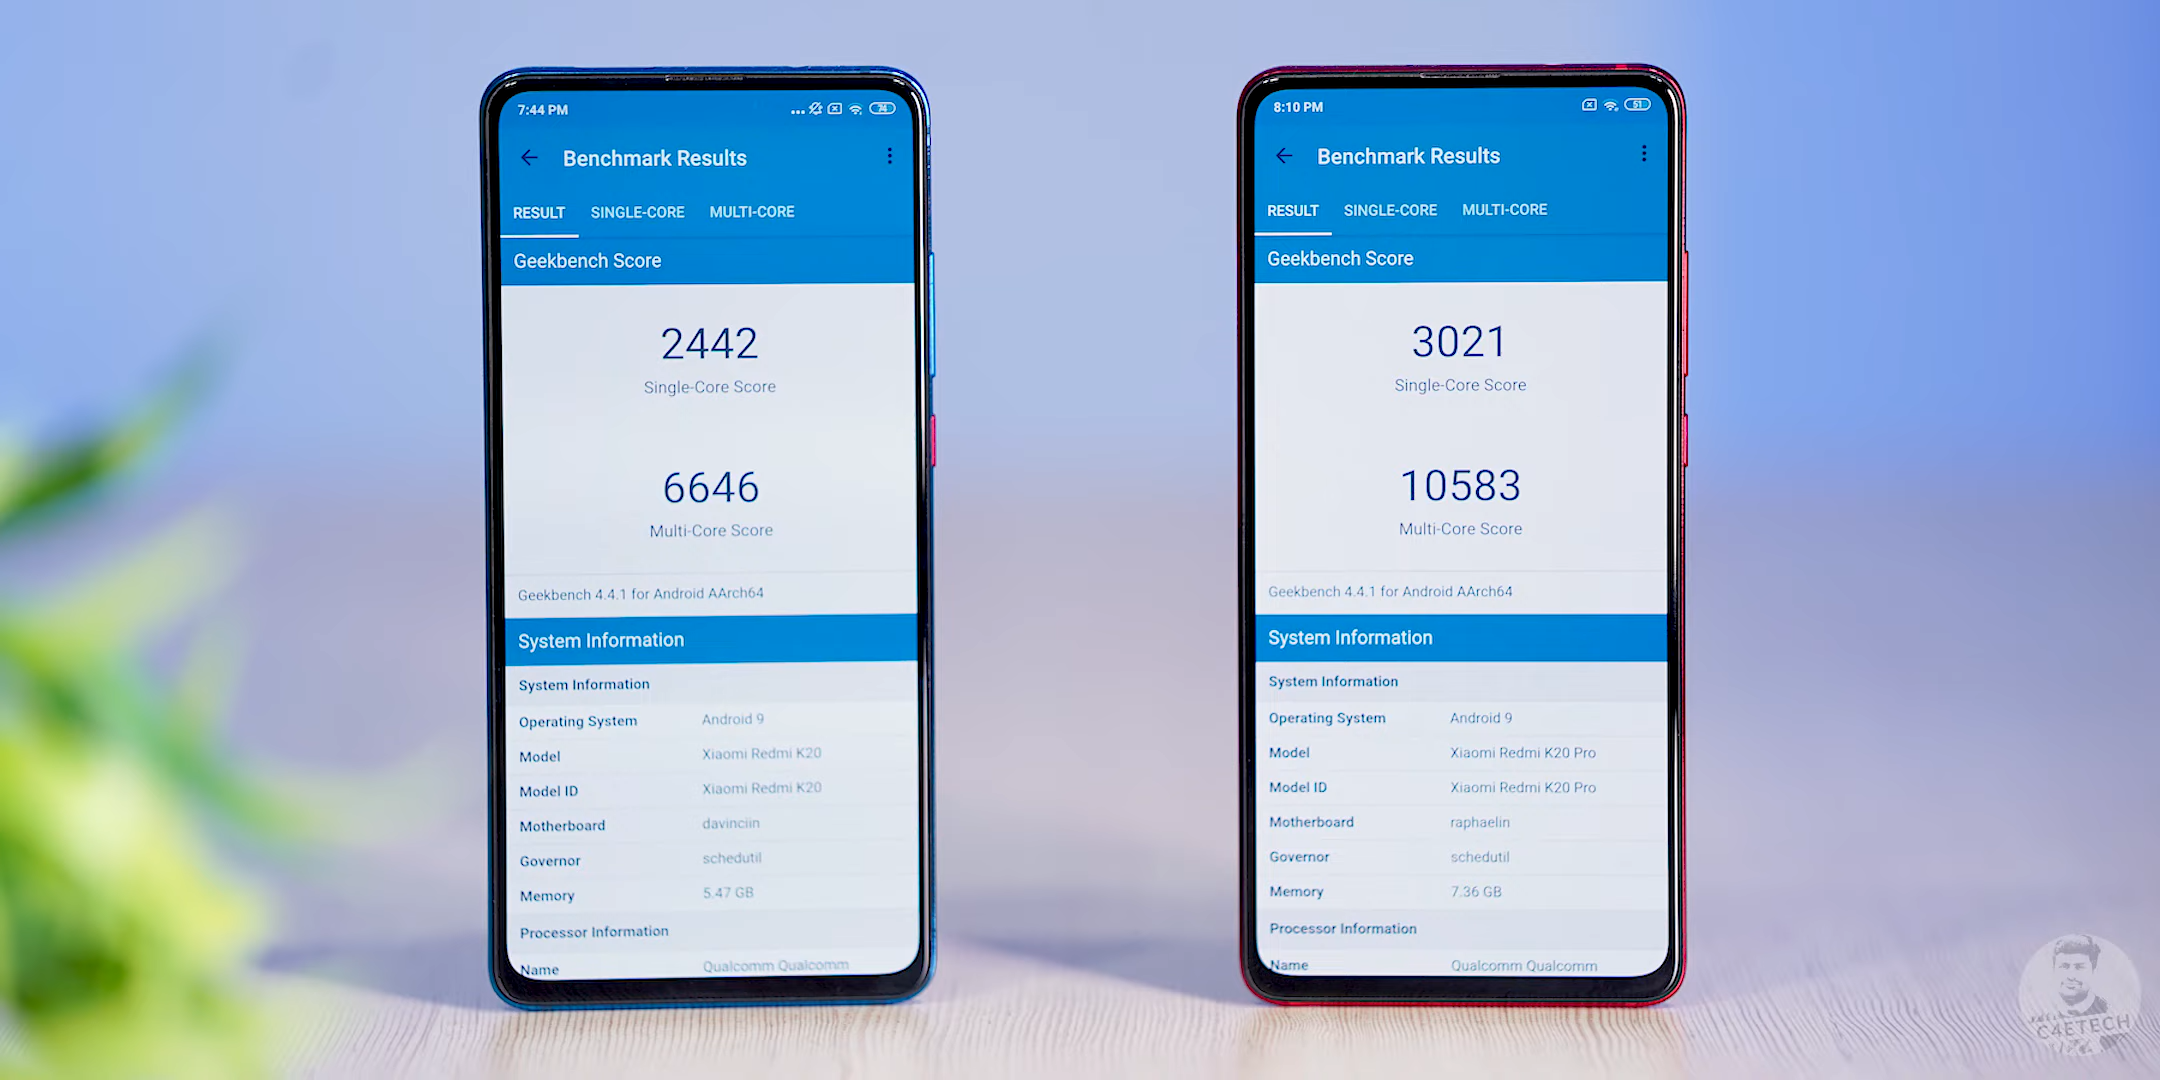 7:44 PM
74
Benchmark Results
RESULT SINGLE-CORE MULTI-CORE
Geekbench Score
2442
Single-Core Score
6646
Multi-Core Score
Geekbench 4.4.1 for Android AArch64
System Information
System Information
Operating System Android 9
Model Xiaomi Redmi K20
Model ID Xiaomi Redmi K20
Motherboard davinciin
Governor schedutil
Memory 5.47 GB
Processor Information
Name Qualcomm Qualcomm
8:10 PM
51
Benchmark Results
RESULT SINGLE-CORE MULTI-CORE
Geekbench Score
3021
Single-Core Score
10583
Multi-Core Score
Geekbench 4.4.1 for Android AArch64
System Information
System Information
Operating System Android 9
Model Xiaomi Redmi K20 Pro
Model ID Xiaomi Redmi K20 Pro
Motherboard raphaelin
Governor schedutil
Memory 7.36 GB
Processor Information
Name Qualcomm Qualcomm
C4ETECH